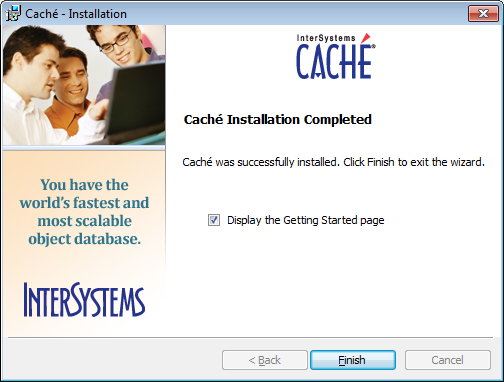 Caché - Installation
InterSystems
CACHÉ®
Caché Installation Completed
Caché was successfully installed. Click Finish to exit the wizard.
You have the
world's fastest and
most scalable
object database.
Display the Getting Started page
INTERSYSTEMS
< Back
Finish
Cancel